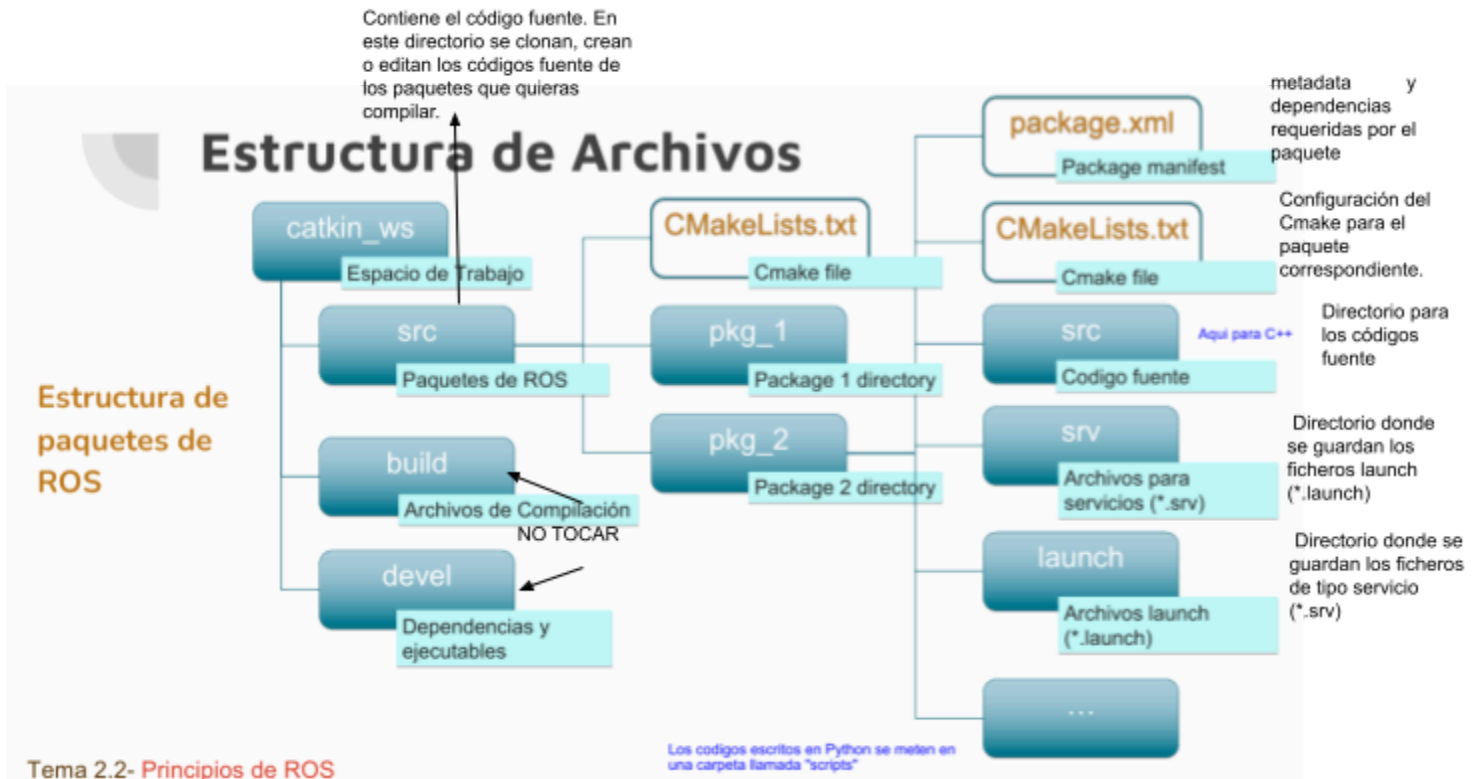 Contiene el código fuente. En
este directorio se clonan, crean
o editan los códigos fuente de
los paquetes que quieras
compilar.
Estructura de Archivos
Estructura de
paquetes de
ROS
catkin_ws
Espacio de Trabajo
src
Paquetes de ROS
build
Archivos de Compilación
NO TOCAR
devel
Dependencias y
ejecutables
CMakeLists.txt
Cmake file
pkg_1
Package 1 directory
pkg_2
Package 2 directory
package.xml
Package manifest
metadata y
dependencias
requeridas por el
paquete
CMakeLists.txt
Cmake file
Configuración del
Cmake para el
paquete
correspondiente.
src
Codigo fuente
Aqui para C++
Directorio para
los códigos
fuente
srv
Archivos para
servicios (*.srv)
Directorio donde
se guardan los
ficheros launch
(*.launch)
launch
Archivos launch
(*.launch)
Directorio donde se
guardan los ficheros
de tipo servicio
(*.srv)
...
Los codigos escritos en Python se meten en
una carpeta llamada "scripts"
Tema 2.2- Principios de ROS